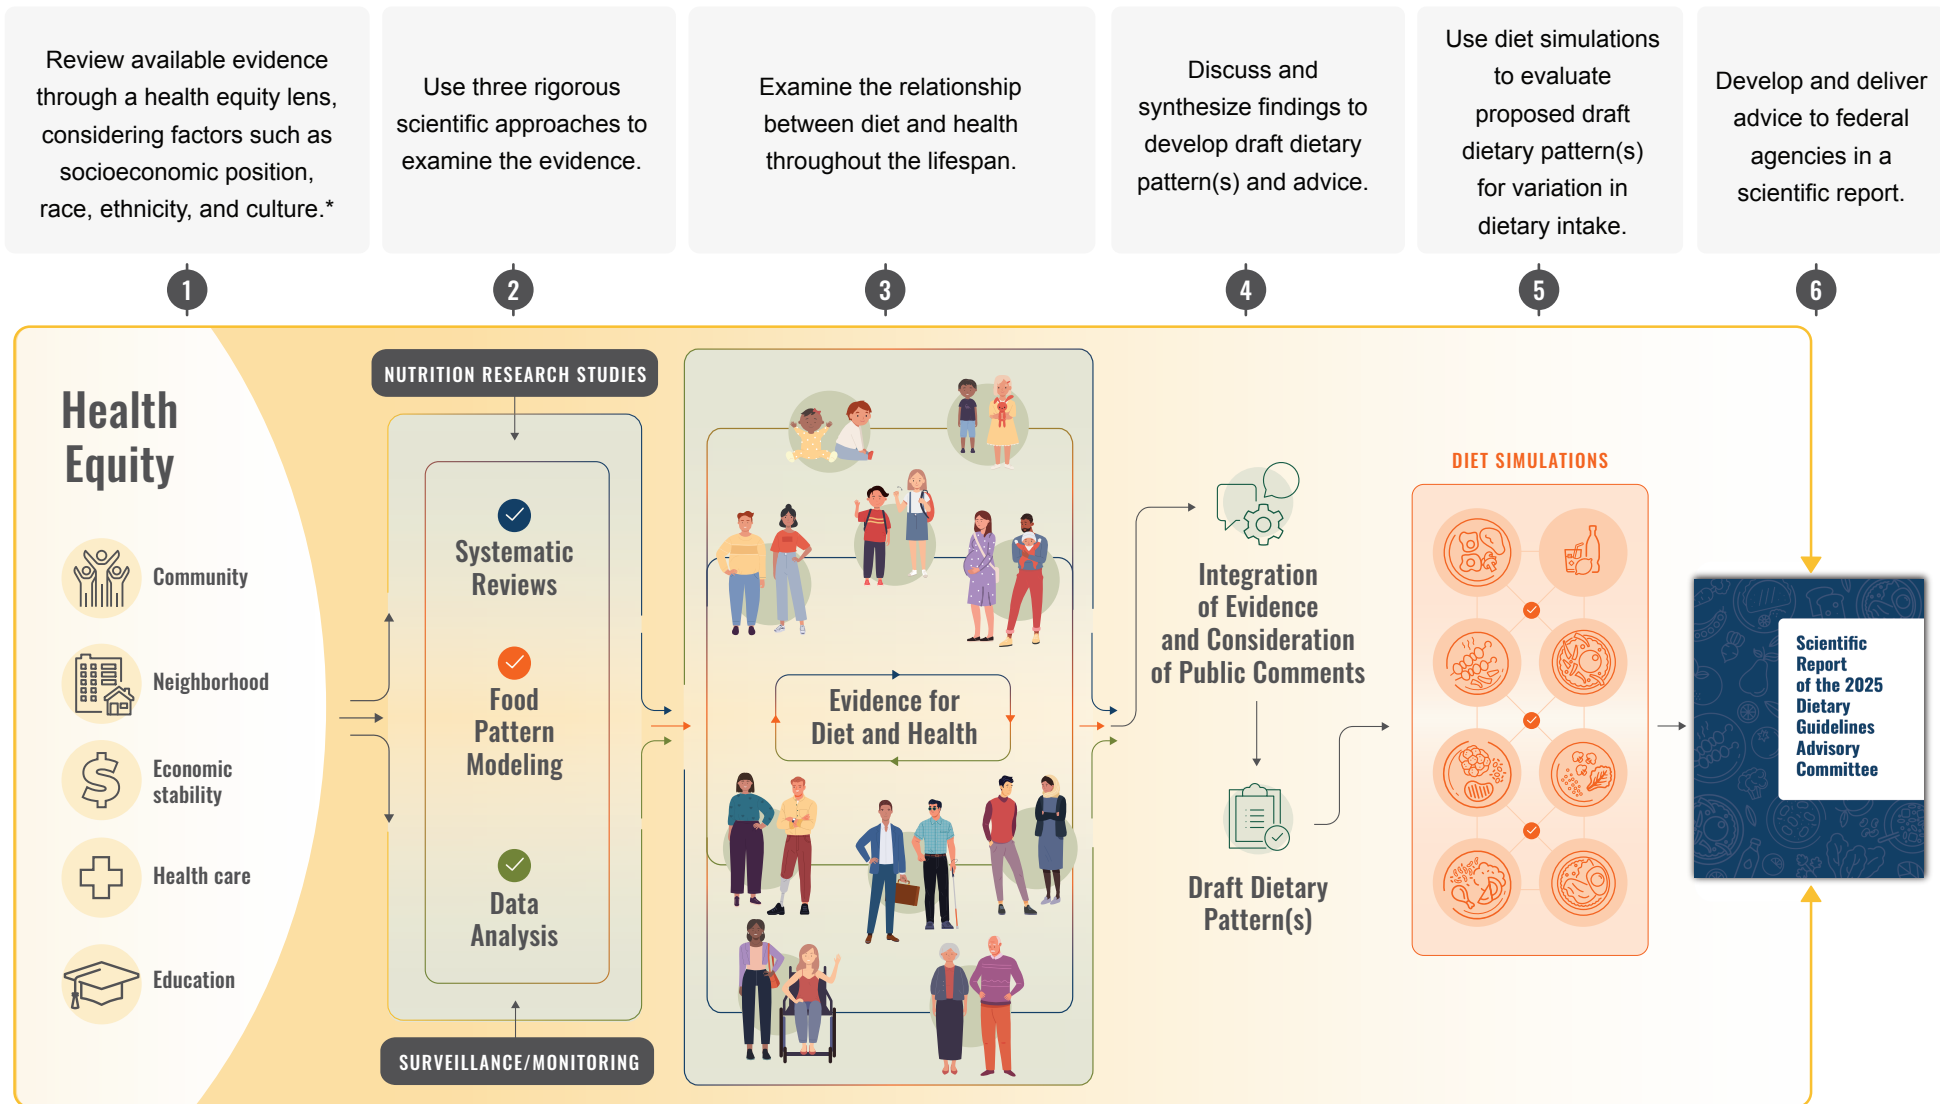 Review available evidence
through a health equity lens,
considering factors such as
socioeconomic position,
race, ethnicity, and culture.*
Use three rigorous
scientific approaches to
examine the evidence.
Examine the relationship
between diet and health
throughout the lifespan.
Discuss and
synthesize findings to
develop draft dietary
pattern(s) and advice.
Use diet simulations
to evaluate
proposed draft
dietary pattern(s)
for variation in
dietary intake.
Develop and deliver
advice to federal
agencies in a
scientific report.
1
2
3
4
5
6
Health
Equity
Community
Neighborhood
Economic
stability
Health care
Education
NUTRITION RESEARCH STUDIES
Systematic
Reviews
Food
Pattern
Modeling
Data
Analysis
SURVEILLANCE/MONITORING
Evidence for
Diet and Health
Integration
of Evidence
and Consideration
of Public Comments
Draft Dietary
Pattern(s)
DIET SIMULATIONS
Scientific
Report
of the 2025
Dietary
Guidelines
Advisory
Committee